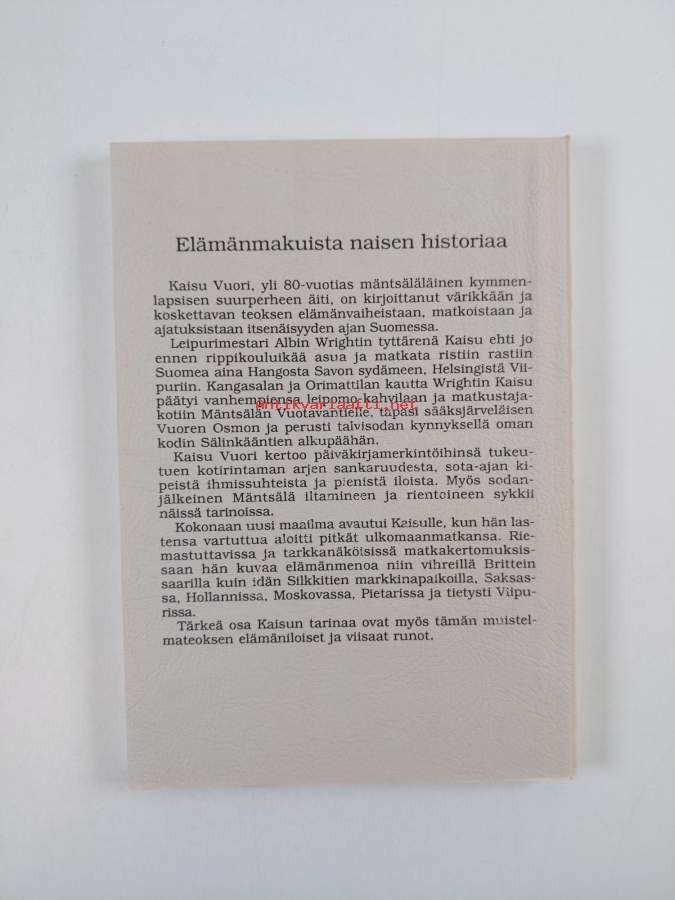 Elämänmakuista naisen historiaa
Kaisu Vuori, yli 80-vuotias mäntsäläläinen kymmen-
lapsisen suurperheen äiti, on kirjoittanut värikkään ja
koskettavan teoksen elämänvaiheistaan, matkoistaan ja
ajatuksistaan itsenäisyyden ajan Suomessa.
Leipurimestari Albin Wrightin tyttärenä Kaisu ehti jo
ennen rippikouluikää asua ja matkata ristiin rastiin
Suomea aina Hangosta Savon sydämeen, Helsingistä Vii-
puriin. Kangasalan ja Orimattilan kautta Wrightin Kaisu
päätyi vanhempiensa leipomo-kahvilaan ja matkustaja-
Antikvariaatti.net
kotiin Mäntsälän Vuotavantielle, tapasi sääksjärveläisen
Vuoren Osmon ja perusti talvisodan kynnyksellä oman
kodin Sälinkääntien alkupäähän.
Kaisu Vuori kertoo päiväkirjamerkintöihinsä tukeu-
tuen kotirintaman arjen sankaruudesta, sota-ajan ki-
peistä ihmissuhteista ja pienistä iloista. Myös sodan-
jälkeinen Mäntsälä iltamineen ja rientoineen sykkii
näissä tarinoissa.
Kokonaan uusi maailma avautui Kaisulle, kun hän las-
tensa vartuttua aloitti pitkät ulkomaanmatkansa. Rie-
mastuttavissa ja tarkkanäköisissä matkakertomuksis-
saan hän kuvaa elämänmenoa niin vihreillä Brittein
saarilla kuin idän Silkkitien markkinapaikoilla, Saksas-
sa, Hollannissa, Moskovassa, Pietarissa ja tietysti Viipu-
rissa.
Tärkeä osa Kaisun tarinaa ovat myös tämän muistel-
mateoksen elämäniloiset ja viisaat runot.